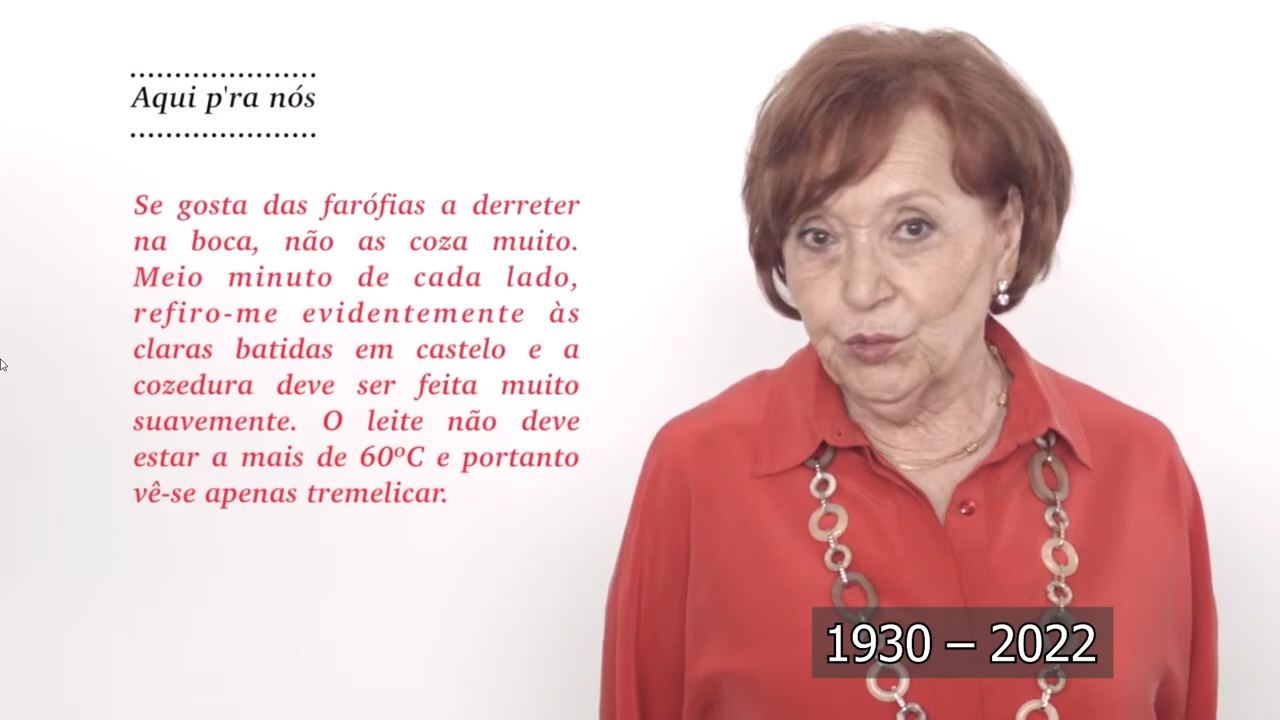 Aqui p'ra nós
Se gosta das farófias a derreter
na boca, não as coza muito.
Meio minuto de cada lado,
refiro-me evidentemente às
claras batidas em castelo e a
cozedura deve ser feita muito
suavemente. O leite não deve
estar a mais de 60ºC e portanto
vê-se apenas tremelicar.
1930 – 2022